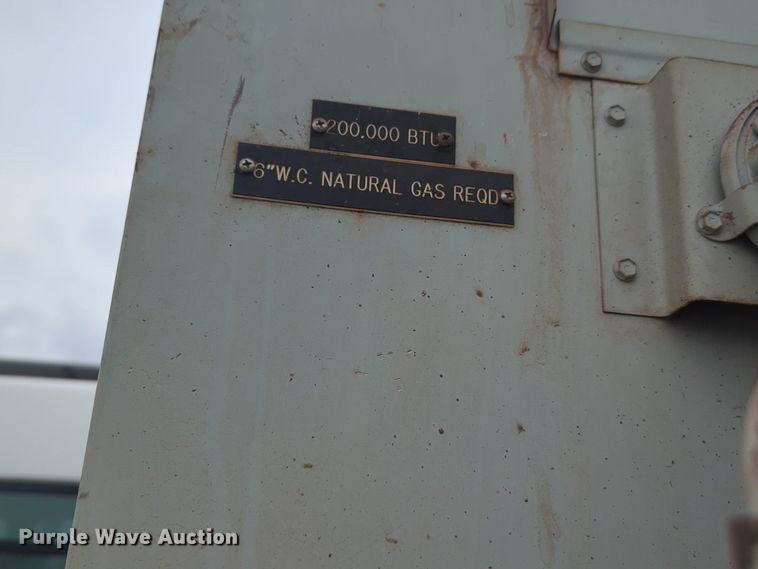 200.000 BTU
6"W.C. NATURAL GAS REQD
Purple Wave Auction